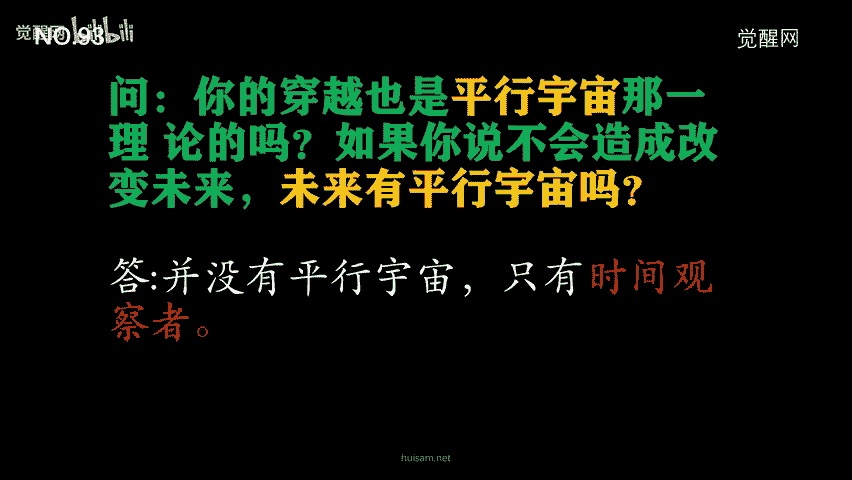 觉醒网 bilibili
NO.93
觉醒网
问：你的穿越也是平行宇宙那一
理 论的吗？如果你说不会造成改
变未来，未来有平行宇宙吗？
答:并没有平行宇宙，只有时间观
察者。
huisam.net